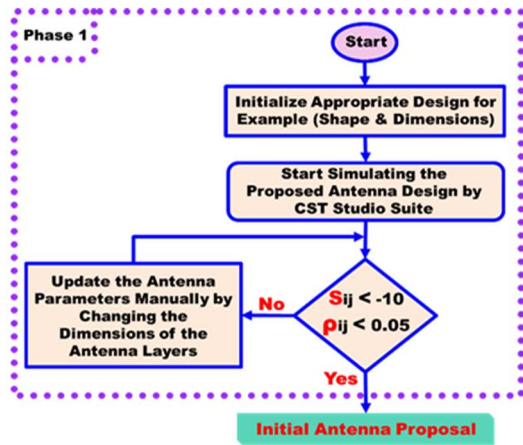 Phase 1
Start
Initialize Appropriate Design for
Example (Shape & Dimensions)
Start Simulating the
Proposed Antenna Design by
CST Studio Suite
Update the Antenna
Parameters Manually by
Changing the
Dimensions of the
Antenna Layers
No
Sij < -10
ρij < 0.05
Yes
Initial Antenna Proposal